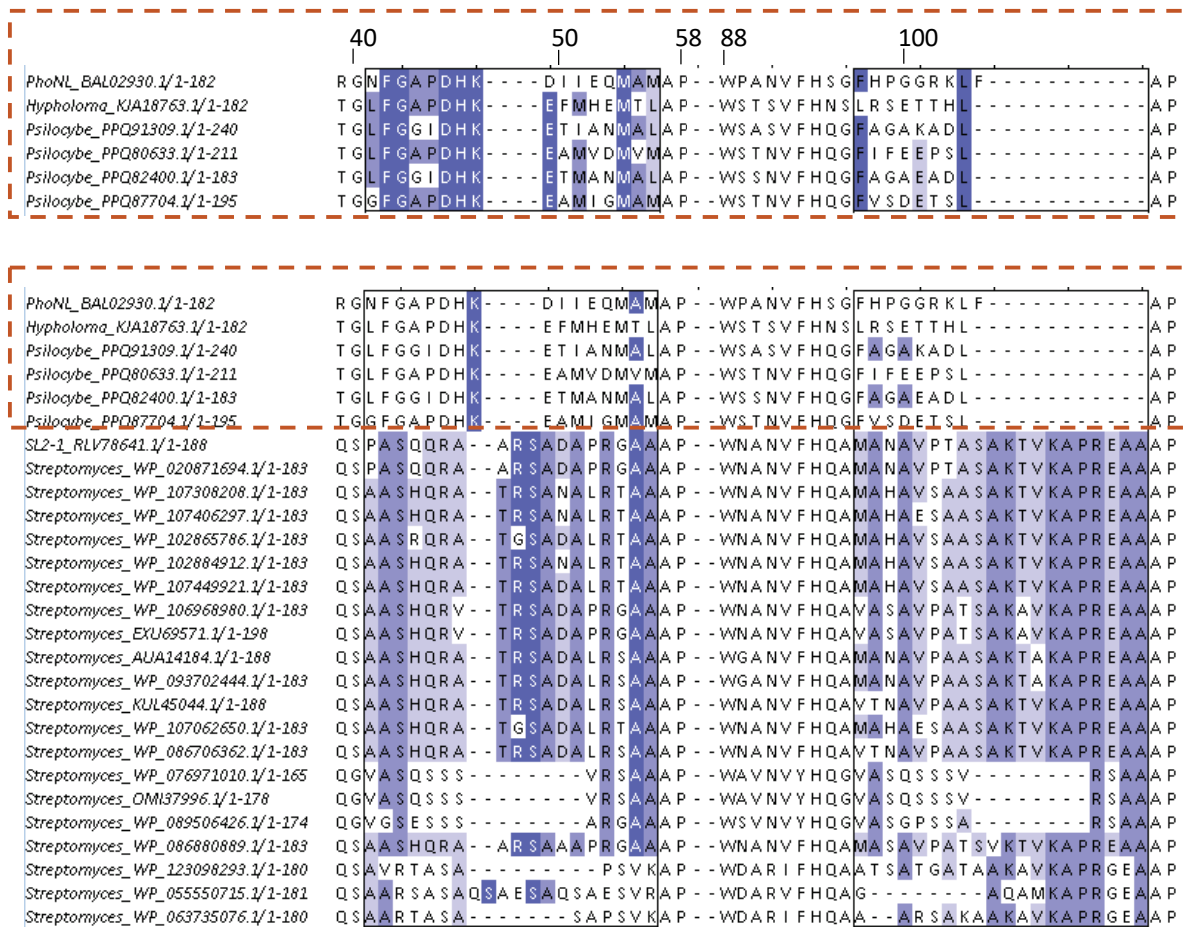 40 50 58 88 100
PhoNL_BAL02930.1/1-182 RGNFGAPDHK----DIIEQMAMAP--WPANVFHSGFHPGGRKLF-----------AP
Hypholoma_KJA18763.1/1-182 TGLFGAPDHK----EFMHEMTLAP--WSTSVFHNSLRSETTHL------------AP
Psilocybe_PPQ91309.1/1-240 TGLFGGIDHK----ETIANMALAP--WSASVFHQGFAGAKADL------------AP
Psilocybe_PPQ80633.1/1-211 TGLFGAPDHK----EAMVDMVMAP--WSTNVFHQGFIFEEPSL------------AP
Psilocybe_PPQ82400.1/1-183 TGLFGGIDHK----ETMANMALAP--WSSNVFHQGFAGAEADL------------AP
Psilocybe_PPQ87704.1/1-195 TGGFGAPDHK----EAMIGMAMAP--WSTNVFHQGFVSDETSL------------AP
PhoNL_BAL02930.1/1-182 RGNFGAPDHK----DIIEQMAMAP--WPANVFHSGFHPGGRKLF-----------AP
Hypholoma_KJA18763.1/1-182 TGLFGAPDHK----EFMHEMTLAP--WSTSVFHNSLRSETTHL------------AP
Psilocybe_PPQ91309.1/1-240 TGLFGGIDHK----ETIANMALAP--WSASVFHQGFAGAKADL------------AP
Psilocybe_PPQ80633.1/1-211 TGLFGAPDHK----EAMVDMVMAP--WSTNVFHQGFIFEEPSL------------AP
Psilocybe_PPQ82400.1/1-183 TGLFGGIDHK----ETMANMALAP--WSSNVFHQGFAGAEADL------------AP
Psilocybe_PPQ87704.1/1-195 TGGFGAPDHK----EAMIGMAMAP--WSTNVFHQGFVSDETSL------------AP
SL2-1_RLV78641.1/1-188 QSPASQQRA--ARSADAPRGAAAP--WNANVFHQAMANAVPTASAKTVKAPREAAAP
Streptomyces_WP_020871694.1/1-183 QSPASQQRA--ARSADAPRGAAAP--WNANVFHQAMANAVPTASAKTVKAPREAAAP
Streptomyces_WP_107308208.1/1-183 QSAASHQRA--TRSANALRTAAAP--WNANVFHQAMAHAVSAASAKTVKAPREAAAP
Streptomyces_WP_107406297.1/1-183 QSAASHQRA--TRSANALRTAAAP--WNANVFHQAMAHAESAASAKTVKAPREAAAP
Streptomyces_WP_102865786.1/1-183 QSAASRQRA--TGSADALRTAAAP--WNANVFHQAMAHAVSAASAKTVKAPREAAAP
Streptomyces_WP_102884912.1/1-183 QSAASHQRA--TRSANALRTAAAP--WNANVFHQAMAHAVSAASAKTVKAPREAAAP
Streptomyces_WP_107449921.1/1-183 QSAASHQRA--TRSADALRTAAAP--WNANVFHQAMAHAVSAASAKTVKAPREAAAP
Streptomyces_WP_106968980.1/1-183 QSAASHQRV--TRSADAPRGAAAP--WNANVFHQAVASAVPATSAKAVKAPREAAAP
Streptomyces_EXU69571.1/1-198 QSAASHQRV--TRSADAPRGAAAP--WNANVFHQAVASAVPATSAKAVKAPREAAAP
Streptomyces_AUA14184.1/1-188 QSAASHQRA--TRSADALRSAAAP--WGANVFHQAMANAVPAASAKTAKAPREAAAP
Streptomyces_WP_093702444.1/1-183 QSAASHQRA--TRSADALRSAAAP--WGANVFHQAMANAVPAASAKTAKAPREAAAP
Streptomyces_KUL45044.1/1-188 QSAASHQRA--TRSADALRSAAAP--WNANVFHQAVTNAVPAASAKTVKAPREAAAP
Streptomyces_WP_107062650.1/1-183 QSAASHQRA--TGSADALRTAAAP--WNANVFHQAMAHAESAASAKTVKAPREAAAP
Streptomyces_WP_086706362.1/1-183 QSAASHQRA--TRSADALRSAAAP--WNANVFHQAVTNAVPAASAKTVKAPREAAAP
Streptomyces_WP_076971010.1/1-165 QGVASQSSS--------VRSAAAP--WAVNVYHQGVASQSSSV--------RSAAAP
Streptomyces_OMI37996.1/1-178 QGVASQSSS--------VRSAAAP--WAVNVYHQGVASQSSSV--------RSAAAP
Streptomyces_WP_089506426.1/1-174 QGVGSESSS--------ARGAAAP--WSVNVYHQGVASGPSSA--------RSAAAP
Streptomyces_WP_086880889.1/1-183 QSAASHQRA--ARSAAAPRGAAAP--WNANVFHQAMASAVPATSVKTVKAPREAAAP
Streptomyces_WP_123098293.1/1-180 QSAVRTASA---------PSVKAP--WDARIFHQAATSATGATAAKAVKAPRGEAAP
Streptomyces_WP_055550715.1/1-181 QSAARSASAQSAESAQSAESVRAP--WDARVFHQAG--------AQAMKAPRGEAAP
Streptomyces_WP_063735076.1/1-180 QSAARTASA-------SAPSVKAP--WDARIFHQAA--ARSAKAAKAVKAPRGEAAP